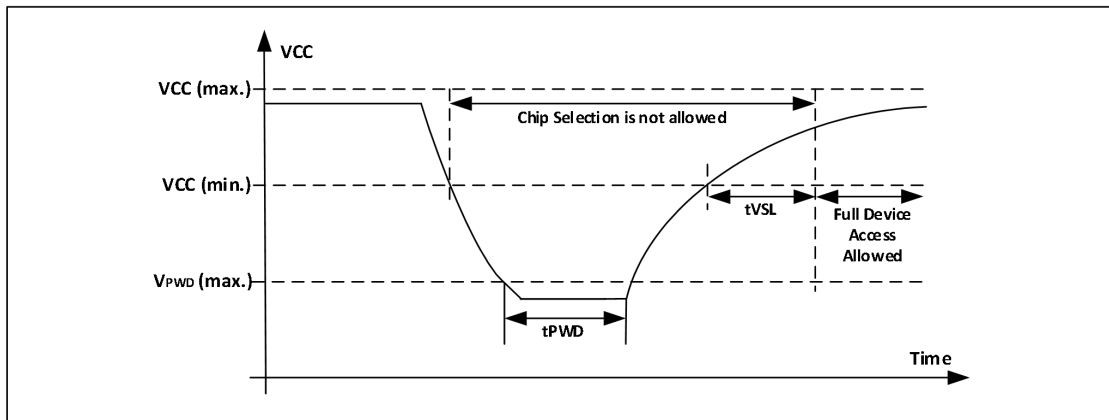 VCC
VCC (max.)
Chip Selection is not allowed
VCC (min.)
tVSL
Full Device
Access
Allowed
VPWD (max.)
tPWD
Time